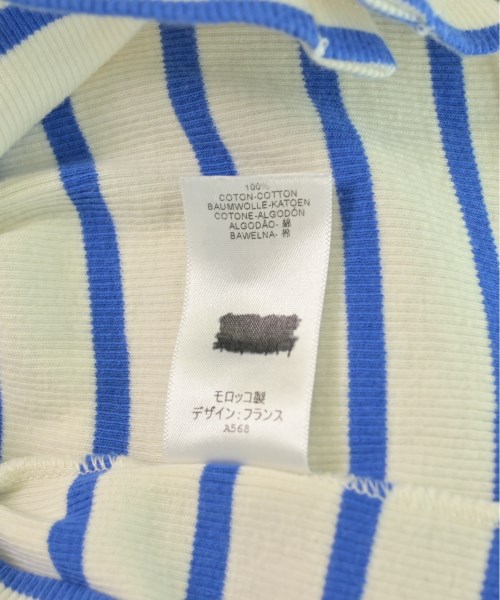 100%
COTON-COTTON
BAUMWOLLE-KATOEN
COTONE-ALGODÓN
ALGODÃO- 綿
BAWEŁNA- 棉
モロッコ製
デザイン：フランス
A568